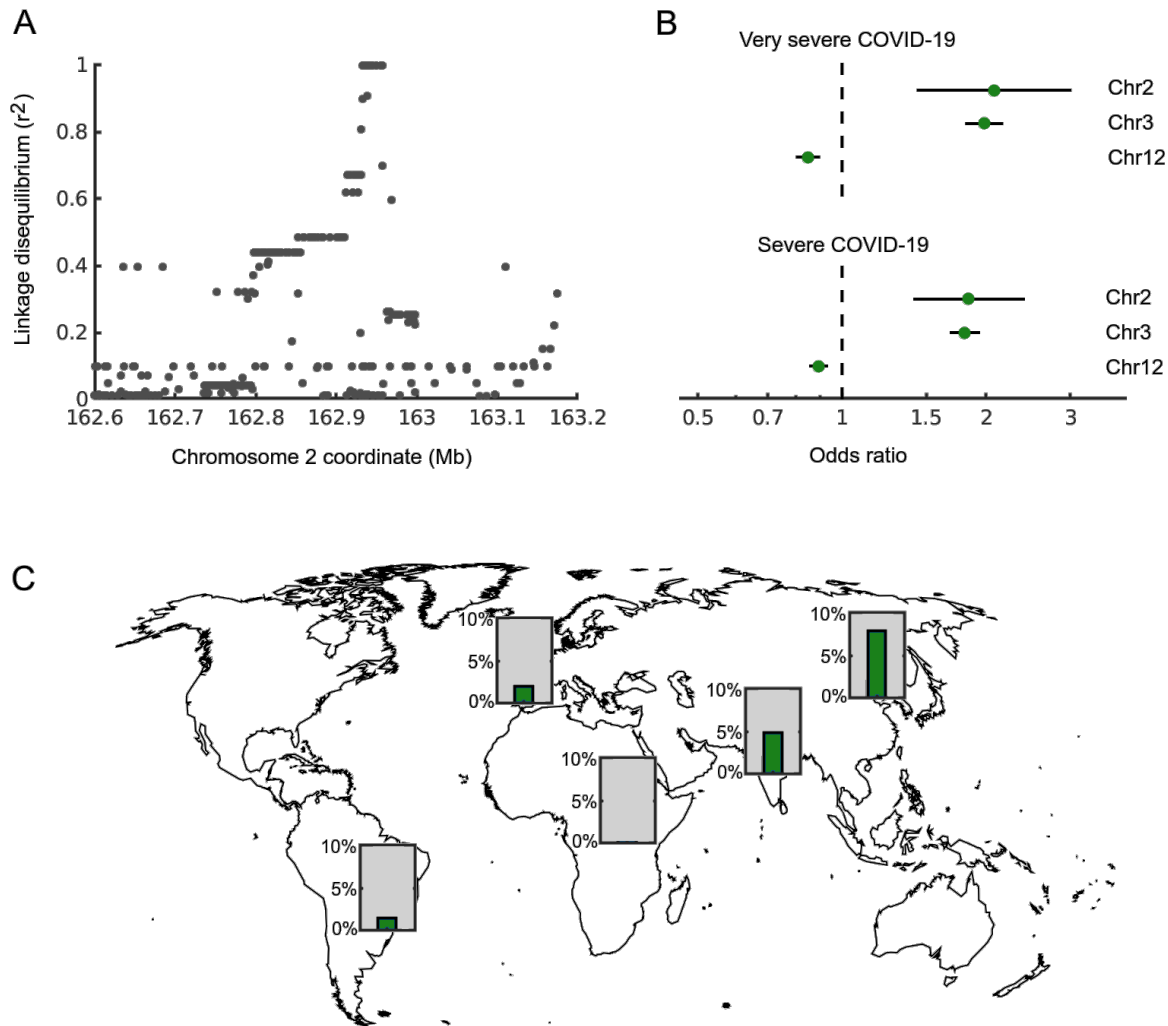 A
Linkage disequilibrium (r2)
1
0.8
0.6
0.4
0.2
0
162.6 162.7 162.8 162.9 163 163.1 163.2
Chromosome 2 coordinate (Mb)
B
Very severe COVID-19
Chr2
Chr3
Chr12
Severe COVID-19
Chr2
Chr3
Chr12
0.5 0.7 1 1.5 2 3
Odds ratio
C
10%
5%
0%
10%
5%
0%
10%
5%
0%
10%
5%
0%
10%
5%
0%